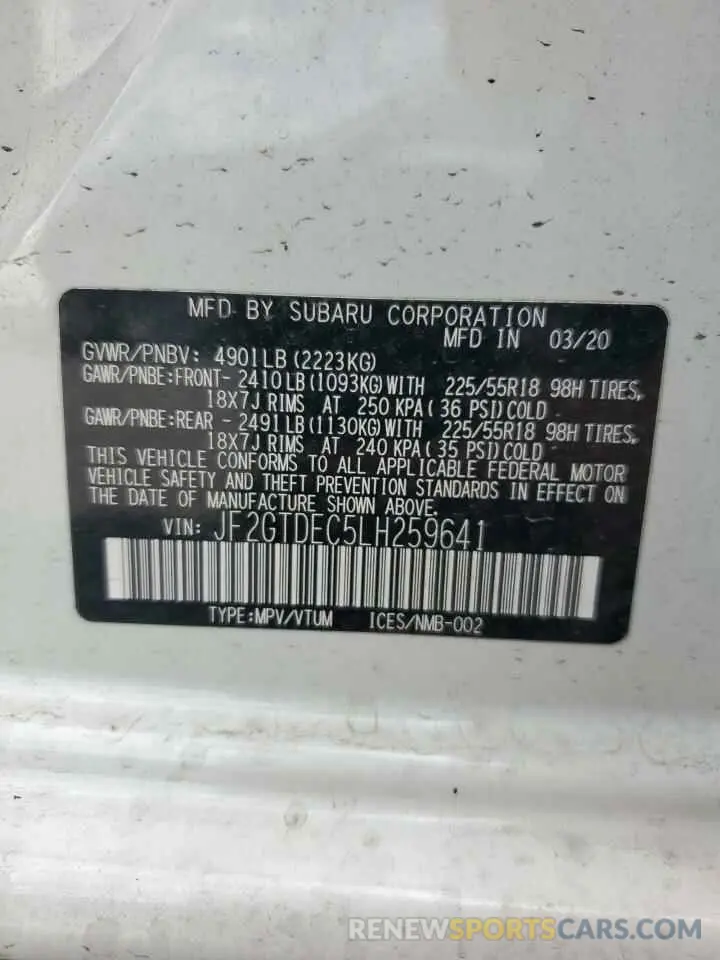 MFD BY SUBARU CORPORATION
MFD IN 03/20
GVWR/PNBV: 4901LB (2223KG)
GAWR/PNBE:FRONT- 2410LB (1093KG)WITH 225/55R18 98H TIRES,
18X7J RIMS AT 250 KPA( 36 PSI)COLD
GAWR/PNBE:REAR - 2491LB (1130KG)WITH 225/55R18 98H TIRES,
18X7J RIMS AT 240 KPA( 35 PSI)COLD
THIS VEHICLE CONFORMS TO ALL APPLICABLE FEDERAL MOTOR
VEHICLE SAFETY AND THEFT PREVENTION STANDARDS IN EFFECT ON
THE DATE OF MANUFACTURE SHOWN ABOVE.
VIN: JF2GTDEC5LH259641
TYPE:MPV/VTUM ICES/NMB-002
RENEWSPORTSCARS.COM